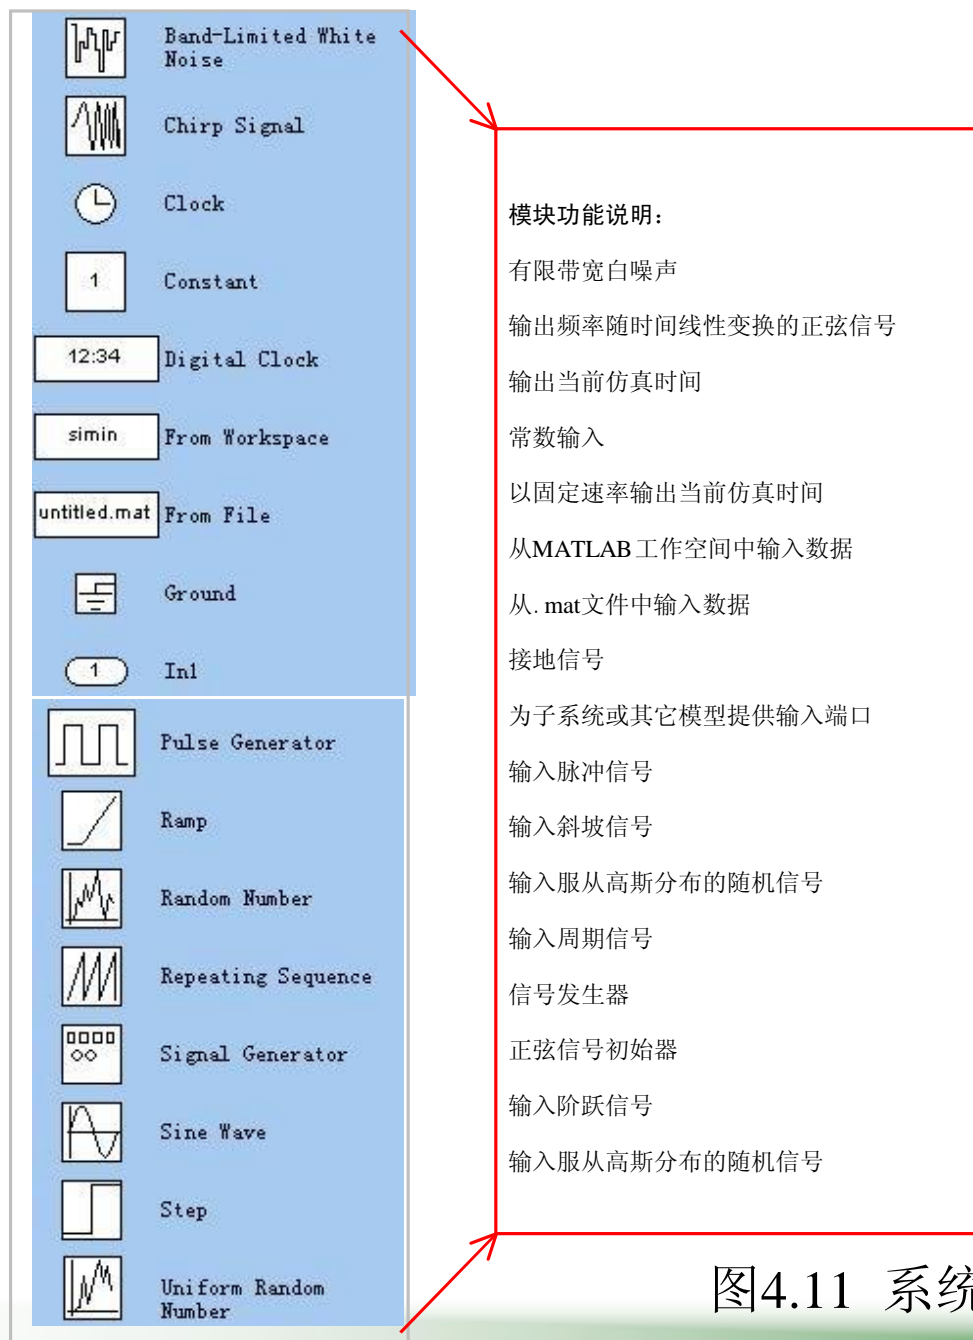 Band-Limited White
Noise
Chirp Signal
Clock
1
Constant
12:34
Digital Clock
simin
From Workspace
untitled.mat
From File
Ground
1
In1
Pulse Generator
Ramp
Random Number
Repeating Sequence
Signal Generator
Sine Wave
Step
Uniform Random
Number
模块功能说明:
有限带宽白噪声
输出频率随时间线性变换的正弦信号
输出当前仿真时间
常数输入
以固定速率输出当前仿真时间
从MATLAB工作空间中输入数据
从.mat文件中输入数据
接地信号
为子系统或其它模型提供输入端口
输入脉冲信号
输入斜坡信号
输入服从高斯分布的随机信号
输入周期信号
信号发生器
正弦信号初始器
输入阶跃信号
输入服从高斯分布的随机信号
图4.11 系统